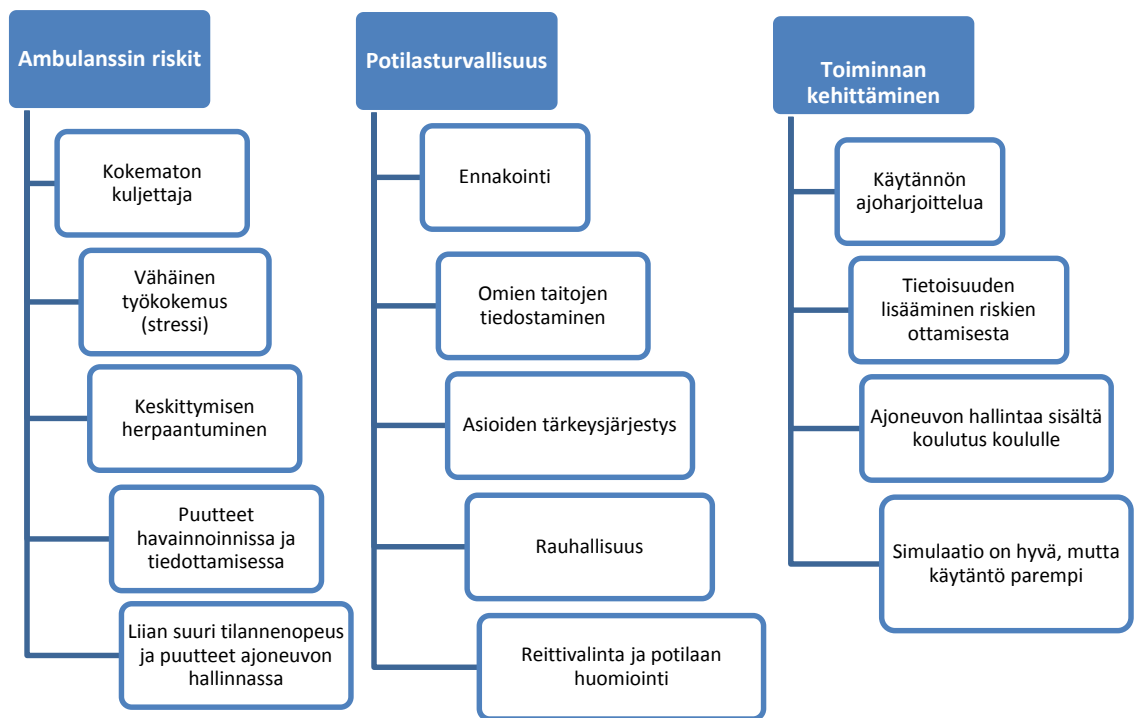 Ambulanssin riskit
Kokematon
kuljettaja
Vähäinen
työkokemus
(stressi)
Keskittymisen
herpaantuminen
Puutteet
havainnoinnissa ja
tiedottamisessa
Liian suuri tilannenopeus
ja puutteet ajoneuvon
hallinnassa
Potilasturvallisuus
Ennakointi
Omien taitojen
tiedostaminen
Asioiden tärkeysjärjestys
Rauhallisuus
Reittivalinta ja potilaan
huomiointi
Toiminnan
kehittäminen
Käytännön
ajoharjoittelua
Tietoisuuden
lisääminen riskien
ottamisesta
Ajoneuvon hallintaa sisältä
koulutus koululle
Simulaatio on hyvä, mutta
käytäntö parempi